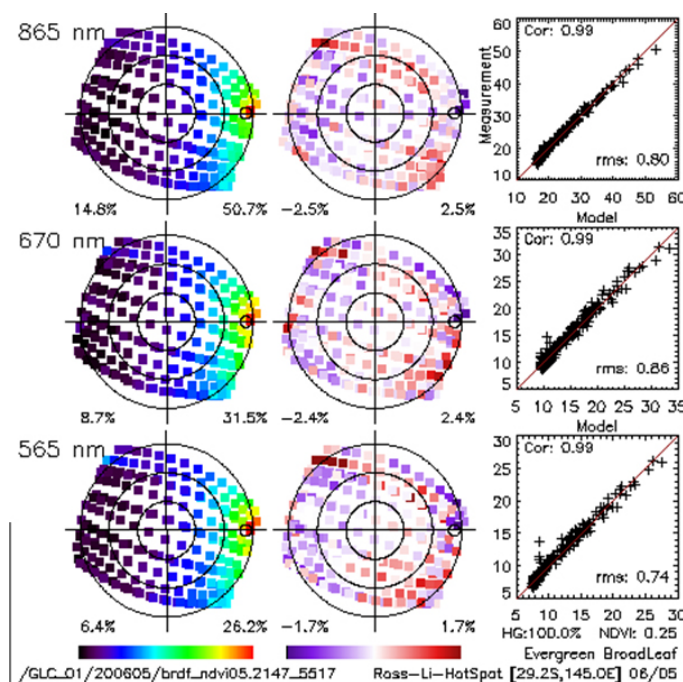 865 nm
14.8% 50.7%
−2.5% 2.5%
Cor: 0.99
rms: 0.80
Measurement
60
50
40
30
20
10
10 20 30 40 50 60
Model
670 nm
8.7% 31.5%
−2.4% 2.4%
Cor: 0.99
rms: 0.86
35
30
25
20
15
10
5
5 10 15 20 25 30 35
Model
565 nm
6.4% 26.2%
−1.7% 1.7%
Cor: 0.99
rms: 0.74
30
25
20
15
10
5
5 10 15 20 25 30
HG:100.0% NDVI: 0.25
Evergreen BroadLeaf
/GLC_01/200605/brdf_ndvi05.2147_5517 Ross-Li-HotSpot [29.2S,145.0E] 06/05